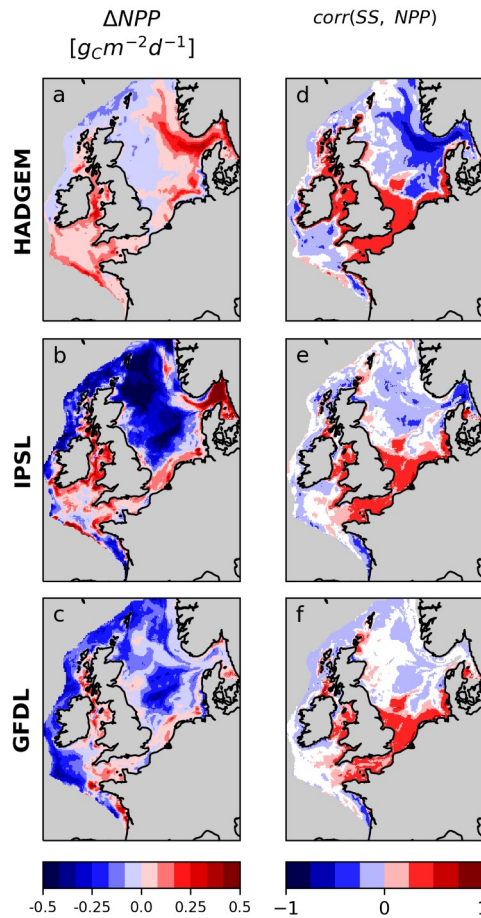 ΔNPP
[g_C m^{-2} d^{-1}]
corr(SS, NPP)
a
d
HADGEM
b
e
IPSL
c
f
GFDL
-0.5 -0.25 0.0 0.25 0.5
−1 0 1